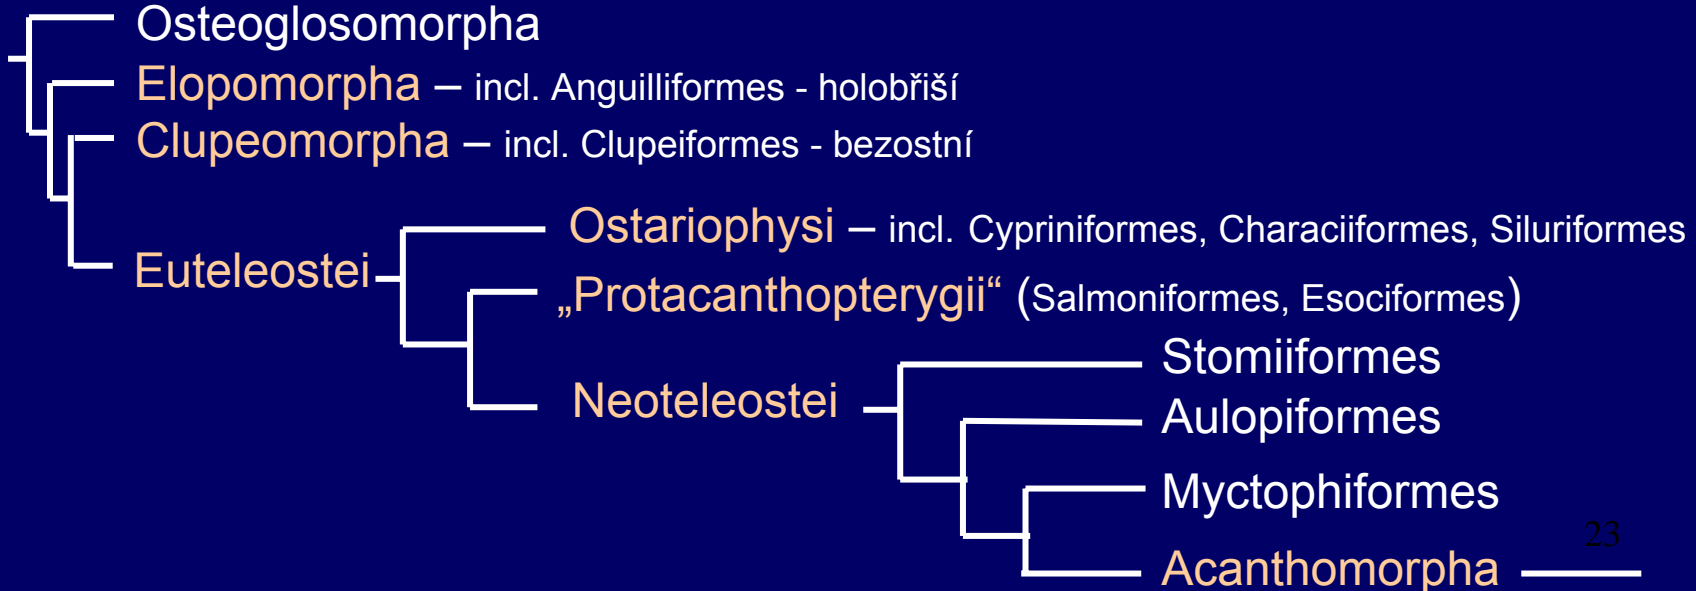 Osteoglosomorpha
Elopomorpha – incl. Anguilliformes - holobřiší
Clupeomorpha – incl. Clupeiformes - bezostní
Ostariophysi – incl. Cypriniformes, Characiiformes, Siluriformes
Euteleostei
„Protacanthopterygii“ (Salmoniformes, Esociformes)
Stomiiformes
Neoteleostei
Aulopiformes
Myctophiformes
23
Acanthomorpha